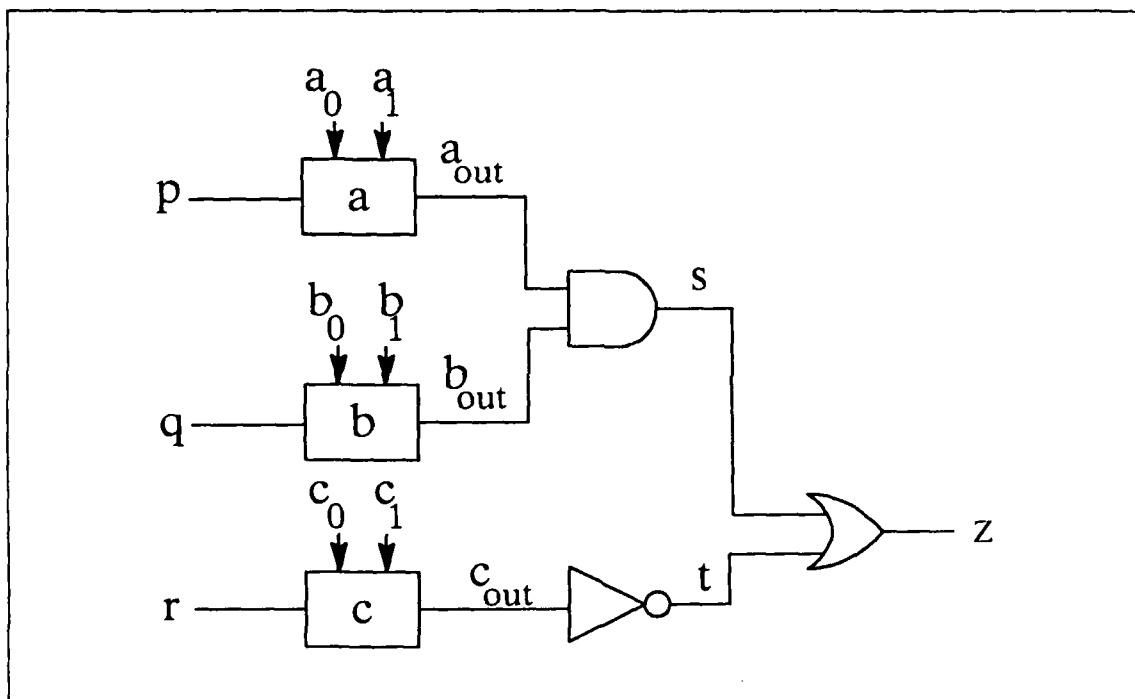 a0 a1
p a aout
s
b0 b1
q b bout
c0 c1
z
r c cout t